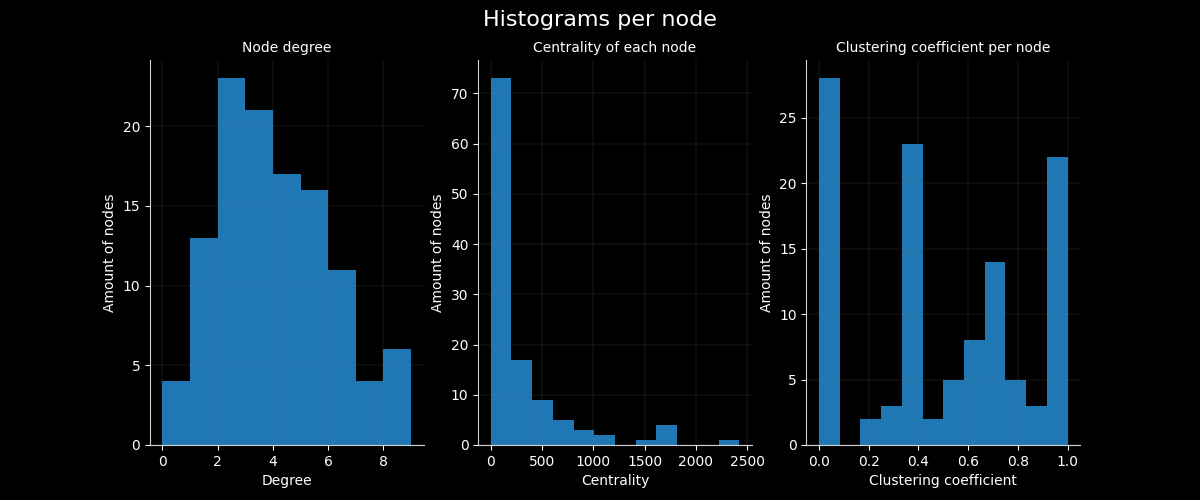 Histograms per node
Node degree
Centrality of each node
Clustering coefficient per node
Amount of nodes
0
5
10
15
20
0 2 4 6 8
Degree
Amount of nodes
0
10
20
30
40
50
60
70
0 500 1000 1500 2000 2500
Centrality
Amount of nodes
0
5
10
15
20
25
0.0 0.2 0.4 0.6 0.8 1.0
Clustering coefficient